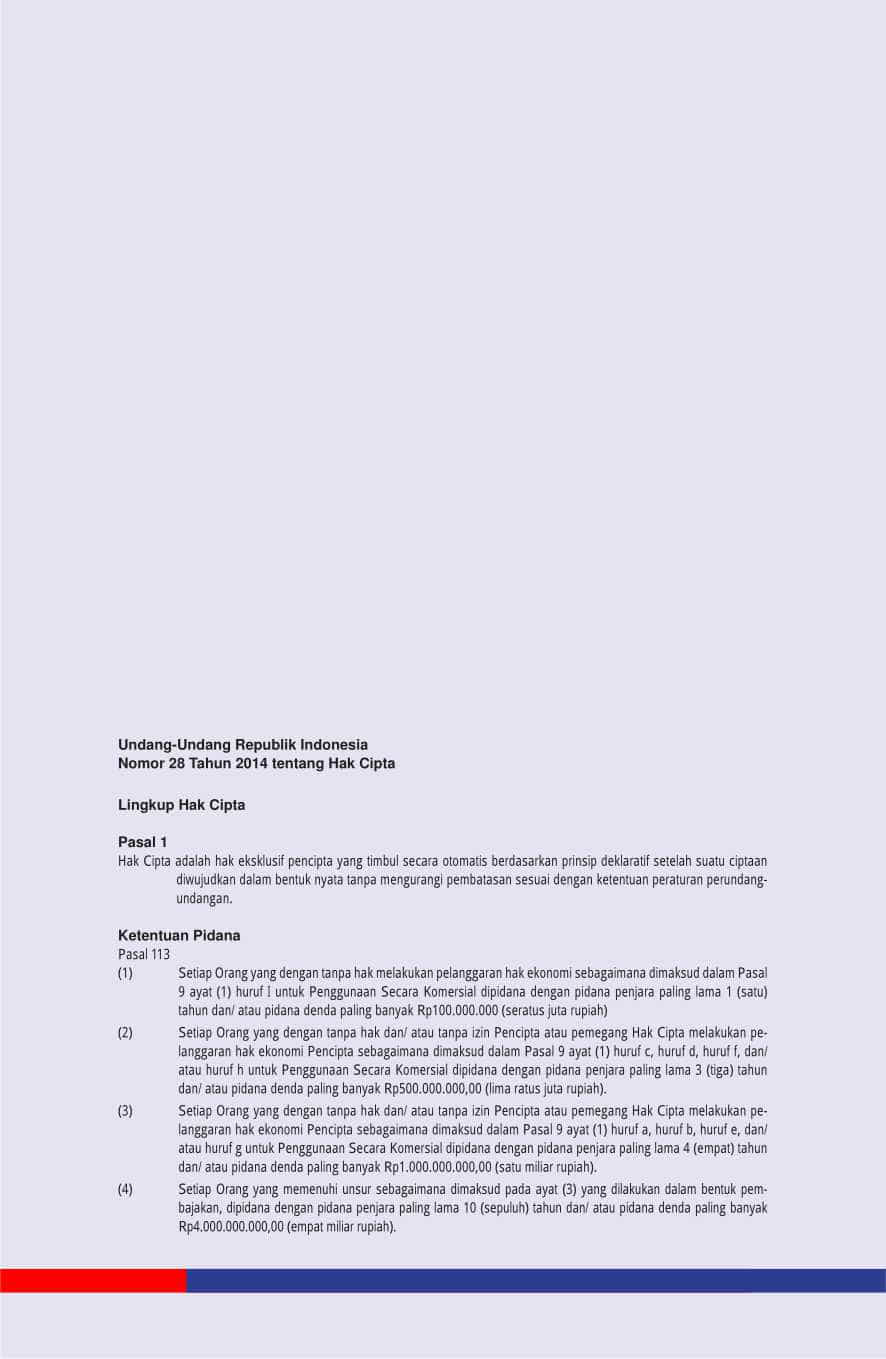 Undang-Undang Republik Indonesia
Nomor 28 Tahun 2014 tentang Hak Cipta
Lingkup Hak Cipta
Pasal 1
Hak Cipta adalah hak eksklusif pencipta yang timbul secara otomatis berdasarkan prinsip deklaratif setelah suatu ciptaan
diwujudkan dalam bentuk nyata tanpa mengurangi pembatasan sesuai dengan ketentuan peraturan perundang-
undangan.
Ketentuan Pidana
Pasal 113
(1) Setiap Orang yang dengan tanpa hak melakukan pelanggaran hak ekonomi sebagaimana dimaksud dalam Pasal
9 ayat (1) huruf I untuk Penggunaan Secara Komersial dipidana dengan pidana penjara paling lama 1 (satu)
tahun dan/ atau pidana denda paling banyak Rp100.000.000 (seratus juta rupiah)
(2) Setiap Orang yang dengan tanpa hak dan/ atau tanpa izin Pencipta atau pemegang Hak Cipta melakukan pe-
langgaran hak ekonomi Pencipta sebagaimana dimaksud dalam Pasal 9 ayat (1) huruf c, huruf d, huruf f, dan/
atau huruf h untuk Penggunaan Secara Komersial dipidana dengan pidana penjara paling lama 3 (tiga) tahun
dan/ atau pidana denda paling banyak Rp500.000.000,00 (lima ratus juta rupiah).
(3) Setiap Orang yang dengan tanpa hak dan/ atau tanpa izin Pencipta atau pemegang Hak Cipta melakukan pe-
langgaran hak ekonomi Pencipta sebagaimana dimaksud dalam Pasal 9 ayat (1) huruf a, huruf b, huruf e, dan/
atau huruf g untuk Penggunaan Secara Komersial dipidana dengan pidana penjara paling lama 4 (empat) tahun
dan/ atau pidana denda paling banyak Rp1.000.000.000,00 (satu miliar rupiah).
(4) Setiap Orang yang memenuhi unsur sebagaimana dimaksud pada ayat (3) yang dilakukan dalam bentuk pem-
bajakan, dipidana dengan pidana penjara paling lama 10 (sepuluh) tahun dan/ atau pidana denda paling banyak
Rp4.000.000.000,00 (empat miliar rupiah).